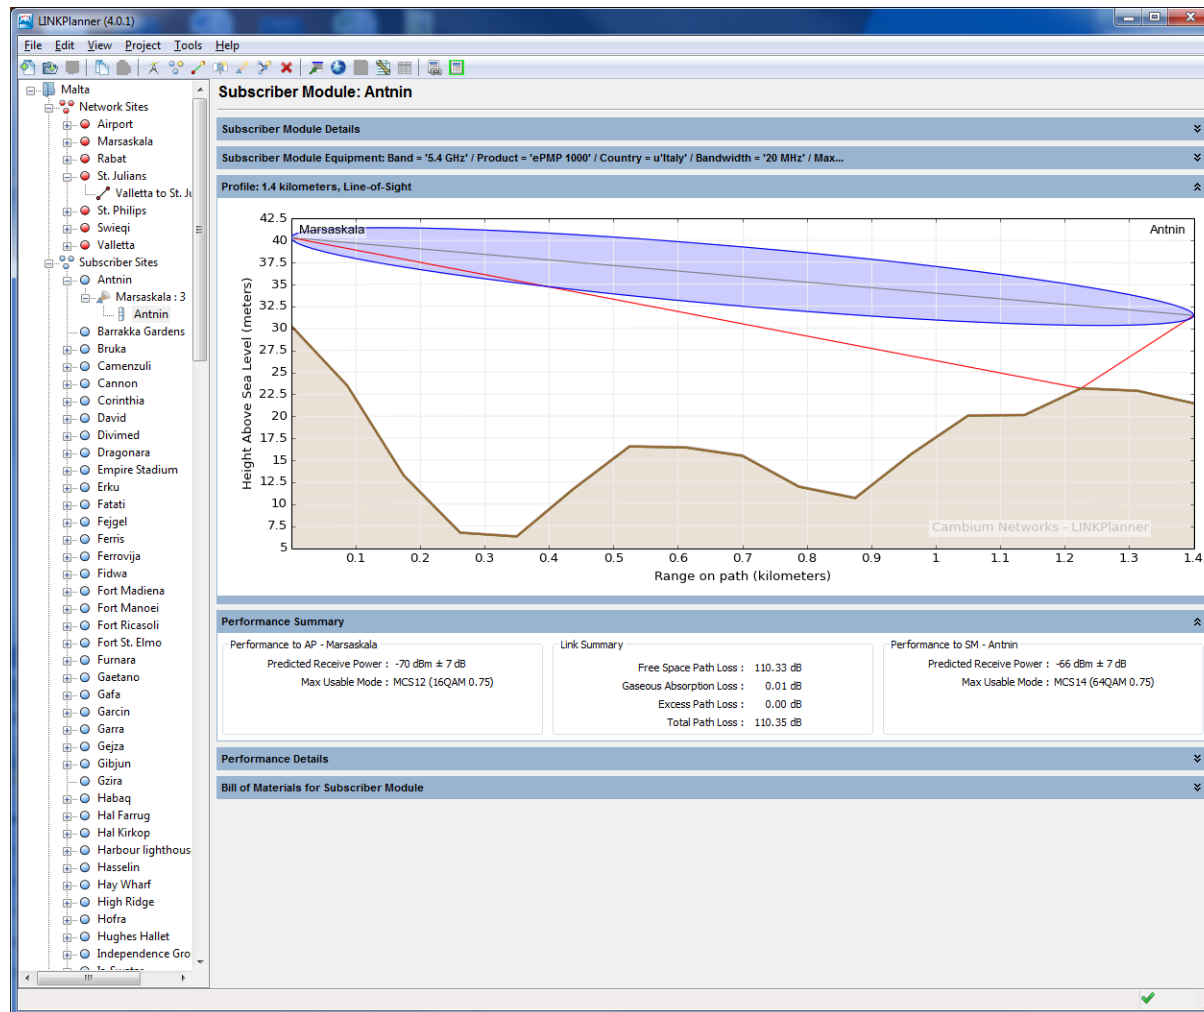 LINKPlanner (4.0.1)
File Edit View Project Tools Help
Malta
Network Sites
Airport
Marsaskala
Rabat
St. Julians
Valletta to St. Ju
St. Philips
Swieqi
Valletta
Subscriber Sites
Antnin
Marsaskala : 3
Antnin
Barrakka Gardens
Bruka
Camenzuli
Cannon
Corinthia
David
Divimed
Dragonara
Empire Stadium
Erku
Fatati
Fejgel
Ferris
Ferrovija
Fidwa
Fort Madiena
Fort Manoei
Fort Ricasoli
Fort St. Elmo
Furnara
Gaetano
Gafa
Garcin
Garra
Gejza
Gibjun
Gzira
Habaq
Hal Farrug
Hal Kirkop
Harbour lighthous
Hasselin
Hay Wharf
High Ridge
Hofra
Hughes Hallet
Independence Gro
Subscriber Module: Antnin
Subscriber Module Details
Subscriber Module Equipment: Band = '5.4 GHz' / Product = 'ePMP 1000' / Country = u'Italy' / Bandwidth = '20 MHz' / Max...
Profile: 1.4 kilometers, Line-of-Sight
Height Above Sea Level (meters)
42.5
40
37.5
35
32.5
30
27.5
25
22.5
20
17.5
15
12.5
10
7.5
5
Marsaskala
Antnin
Cambium Networks - LINKPlanner
0.1 0.2 0.3 0.4 0.5 0.6 0.7 0.8 0.9 1 1.1 1.2 1.3 1.4
Range on path (kilometers)
Performance Summary
Performance to AP - Marsaskala
Predicted Receive Power : -70 dBm ± 7 dB
Max Usable Mode : MCS12 (16QAM 0.75)
Link Summary
Free Space Path Loss : 110.33 dB
Gaseous Absorption Loss : 0.01 dB
Excess Path Loss : 0.00 dB
Total Path Loss : 110.35 dB
Performance to SM - Antnin
Predicted Receive Power : -66 dBm ± 7 dB
Max Usable Mode : MCS14 (64QAM 0.75)
Performance Details
Bill of Materials for Subscriber Module